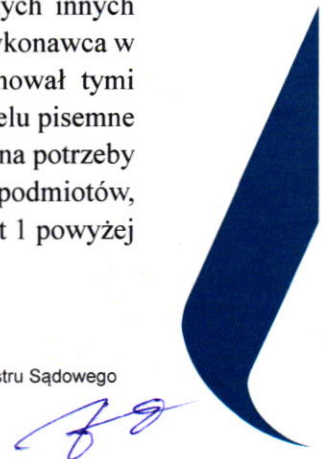 ych innych
ykonawca w
nował tymi
elu pisemne
na potrzeby
podmiotów,
t 1 powyżej
stru Sądowego